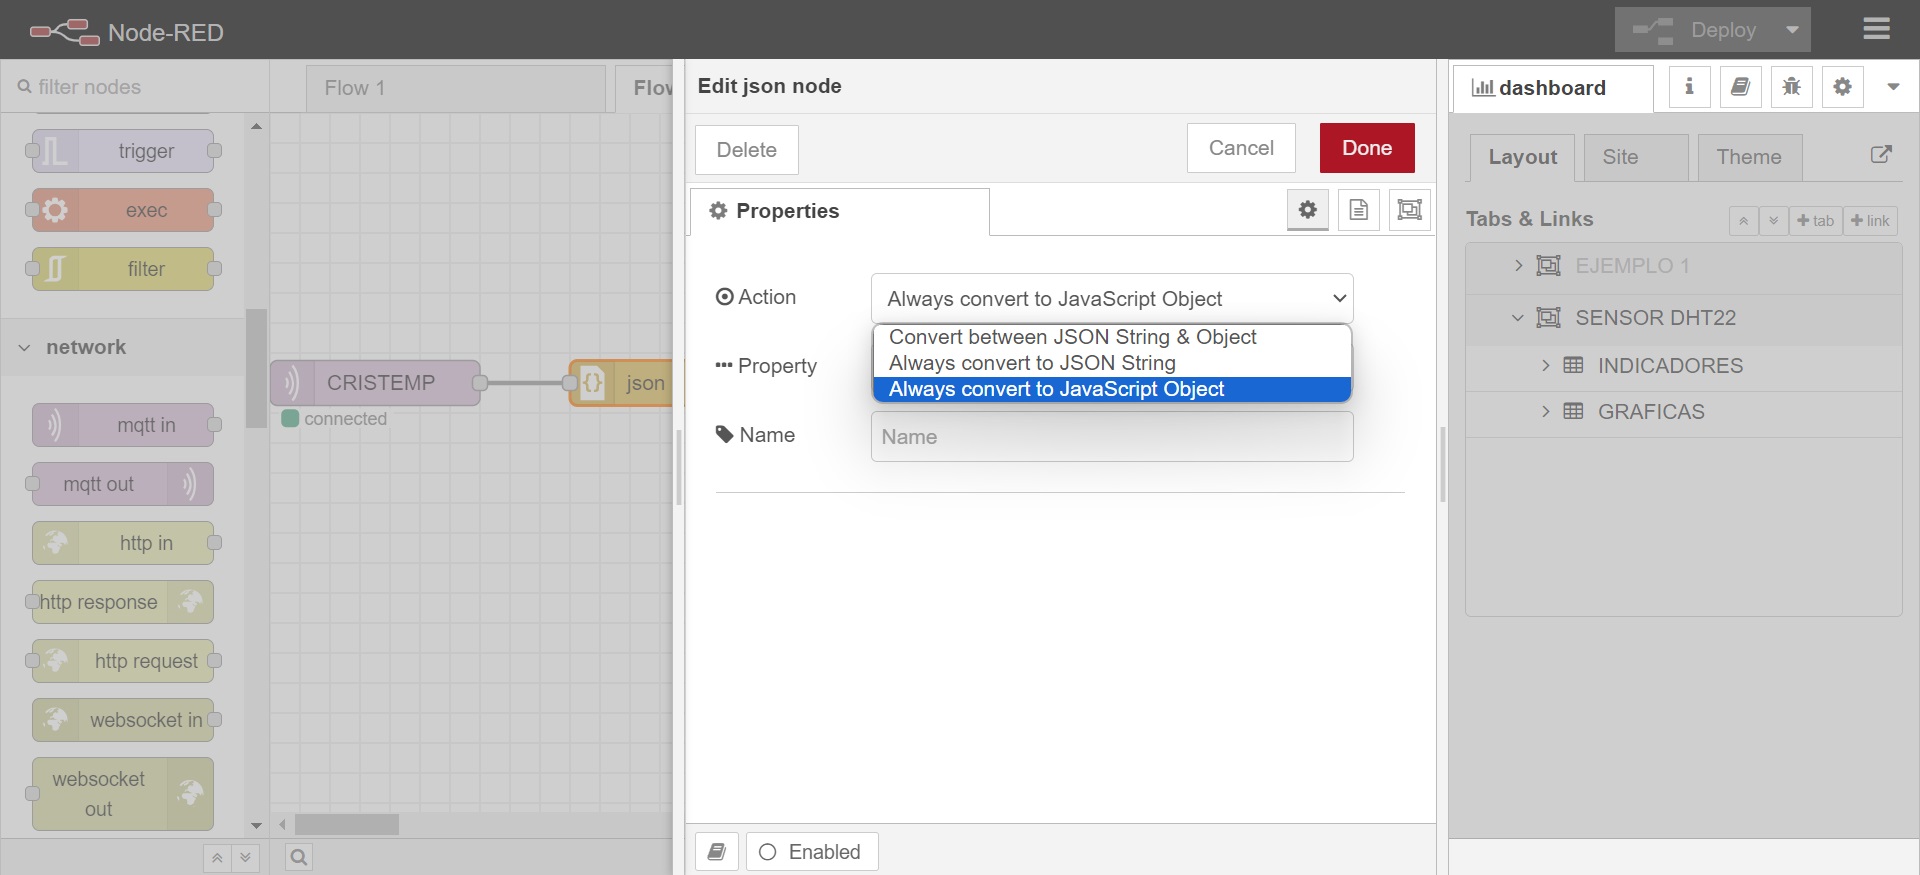 Node-RED
Deploy
filter nodes
Flow 1
Flov
Edit json node
dashboard
Delete
Cancel
Done
Layout
Site
Theme
Properties
Tabs & Links
tab
link
trigger
exec
filter
network
mqtt in
mqtt out
http in
http response
http request
websocket in
websocket
out
CRISTEMP
connected
json
Action
Always convert to JavaScript Object
Convert between JSON String & Object
Always convert to JSON String
Always convert to JavaScript Object
Property
Name
Name
EJEMPLO 1
SENSOR DHT22
INDICADORES
GRAFICAS
Enabled